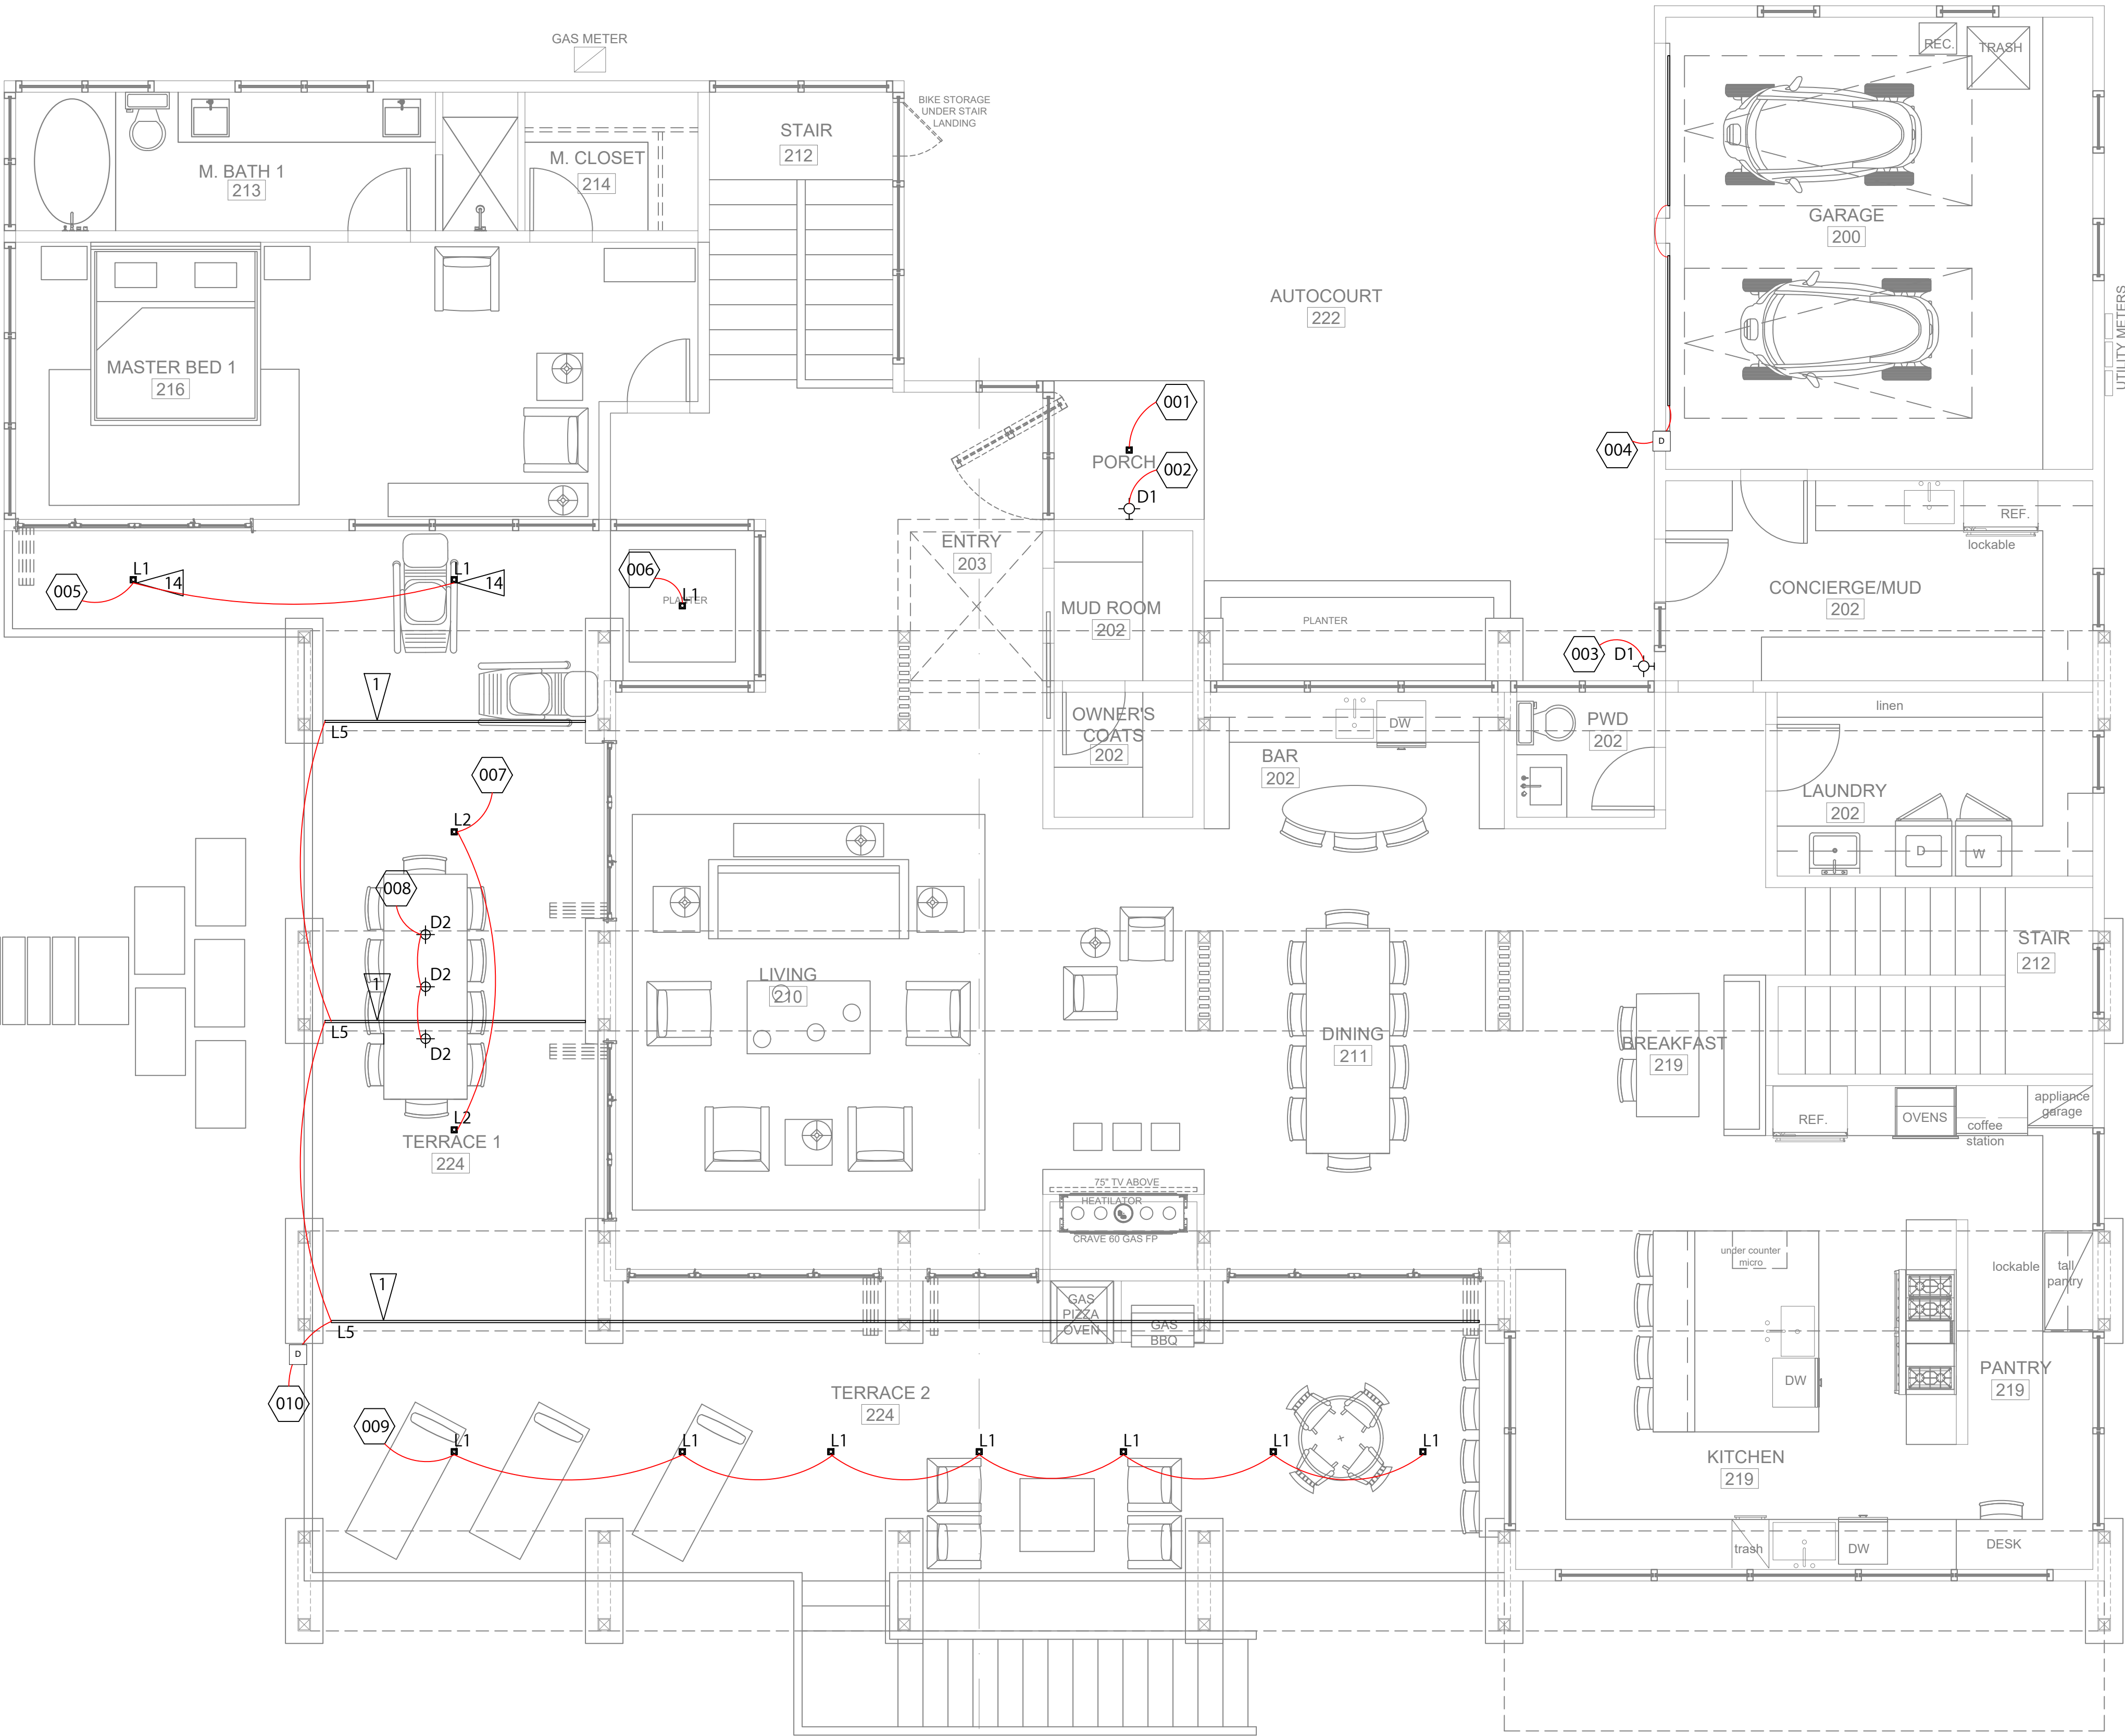 GAS METER
REC.
TRASH
BIKE STORAGE
UNDER STAIR
LANDING
STAIR
212
M. BATH 1
213
M. CLOSET
214
GARAGE
200
AUTOCOURT
222
UTILITY METERS
MASTER BED 1
216
001
PORCH
002
D1
004
D
REF.
lockable
ENTRY
203
005
L1
14
L1
14
006
L1
PLANTER
CONCIERGE/MUD
202
MUD ROOM
202
PLANTER
003
D1
1
L5
OWNER'S
COATS
202
DW
PWD
202
linen
BAR
202
007
L2
LAUNDRY
202
D
W
008
D2
D2
D2
1
L5
LIVING
210
DINING
211
STAIR
212
BREAKFAST
219
L2
TERRACE 1
224
REF.
OVENS
coffee
station
appliance
garage
75" TV ABOVE
HEATILATOR
CRAVE 60 GAS FP
under counter
micro
lockable
tall
pantry
1
L5
GAS
PIZZA
OVEN
GAS
BBQ
D
010
TERRACE 2
224
DW
PANTRY
219
009
L1
L1
L1
L1
L1
L1
L1
KITCHEN
219
trash
DW
DESK